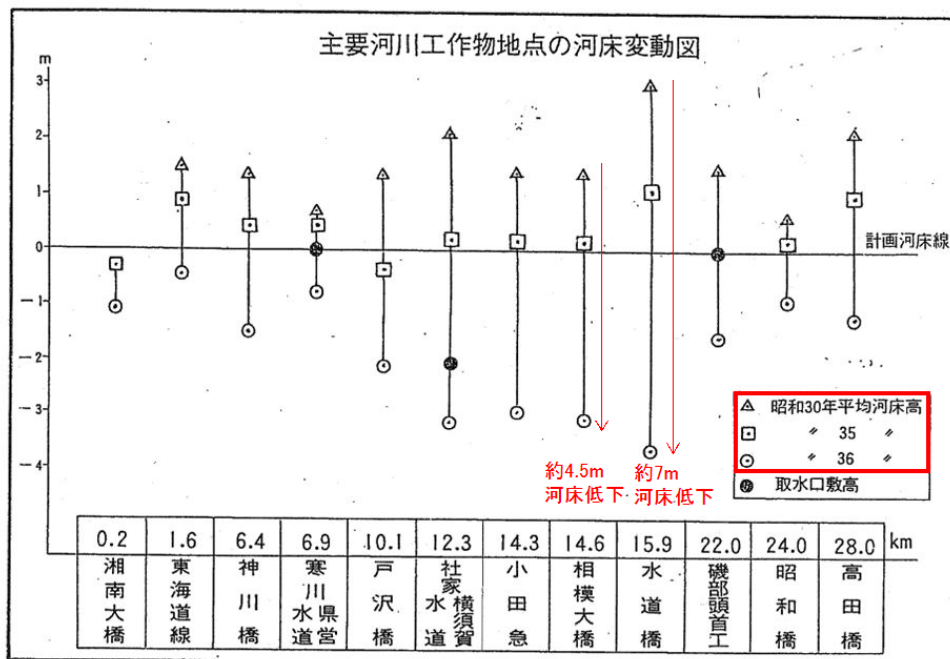 主要河川工作物地点の河床変動図
m
3
2
1
0
—1
—2
—3
—4
計画河床線
約4.5m
河床低下
約7m
河床低下
昭和30年平均河床高
〃 35 〃
〃 36 〃
取水口敷高
0.2 1.6 6.4 6.9 10.1 12.3 14.3 14.6 15.9 22.0 24.0 28.0 km
湘南大橋
東海道線
神川橋
寒川県営
水道
戸沢橋
社家横須賀
水道
小田急
相模大橋
水道橋
磯部頭首工
昭和橋
高田橋